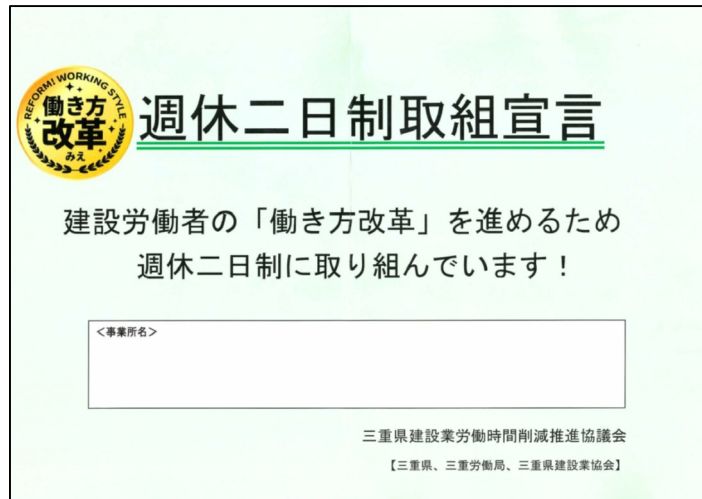 REFORM! WORKING STYLE
働き方
改革
みえ
週休二日制取組宣言
建設労働者の「働き方改革」を進めるため
週休二日制に取り組んでいます！
＜事業所名＞
三重県建設業労働時間削減推進協議会
【三重県、三重労働局、三重県建設業協会】